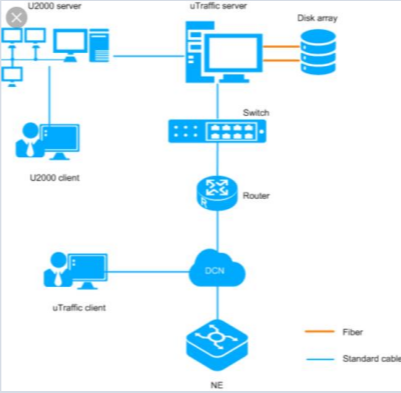 U2000 server
uTraffic server
Disk array
Switch
U2000 client
Router
DCN
uTraffic client
Fiber
Standard cable
NE